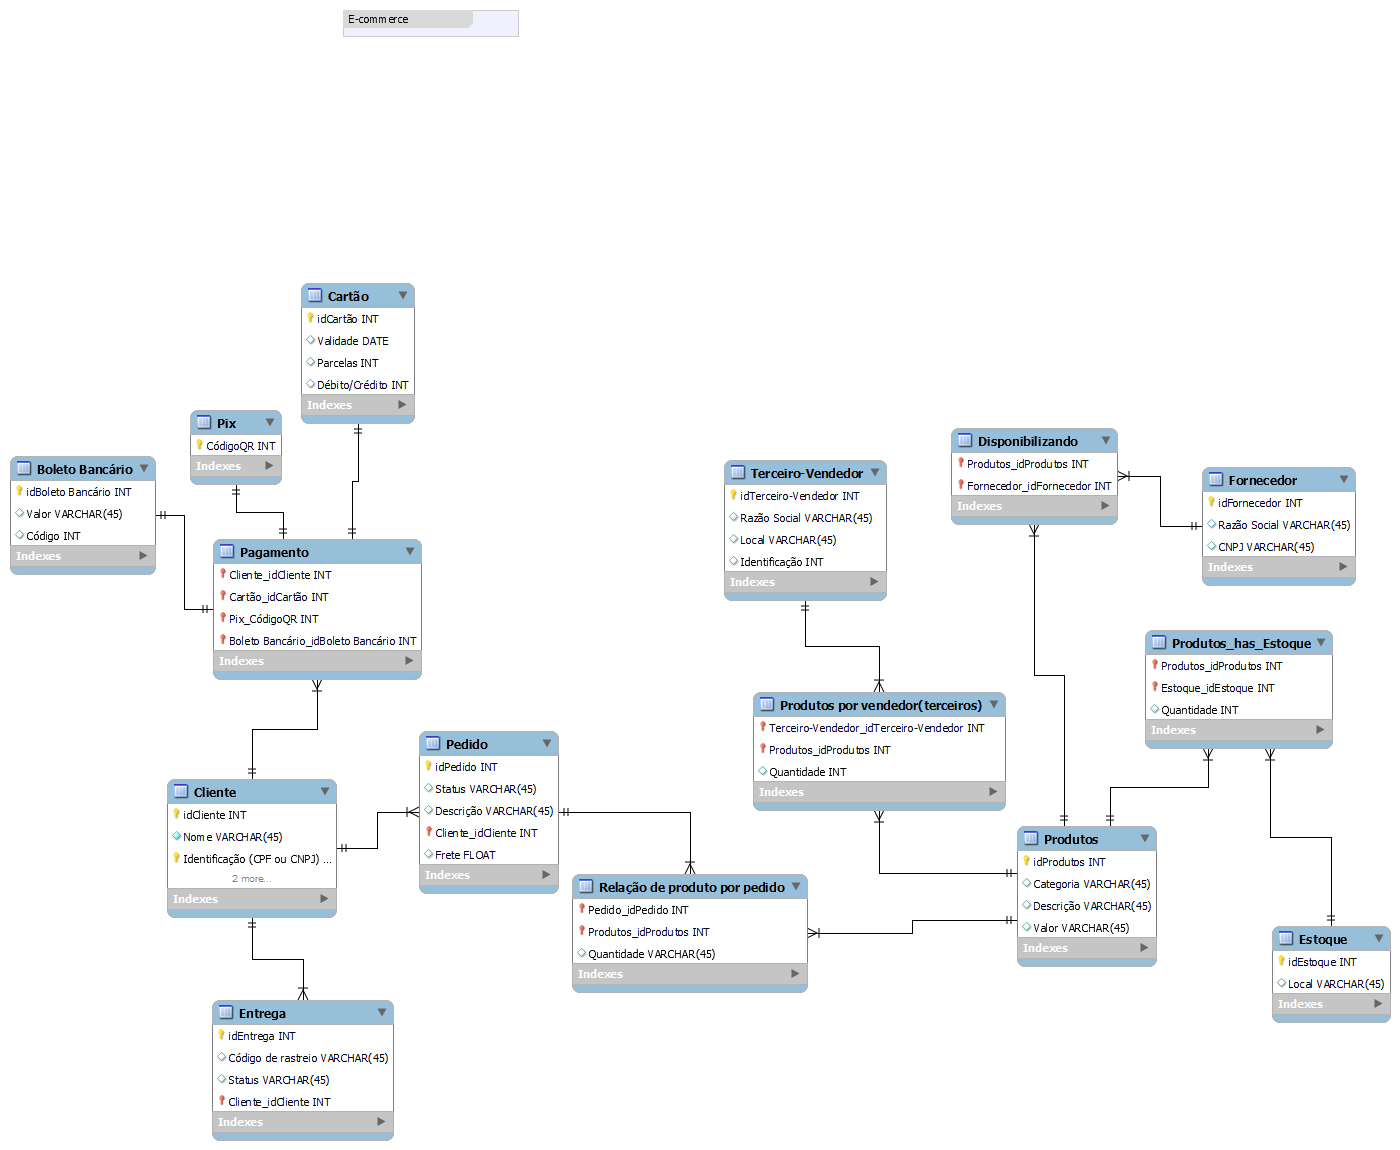 E-commerce
Cartão
idCartão INT
Validade DATE
Parcelas INT
Débito/Crédito INT
Indexes
Pix
CódigoQR INT
Indexes
Boleto Bancário
idBoleto Bancário INT
Valor VARCHAR(45)
Código INT
Indexes
Pagamento
Cliente_idCliente INT
Cartão_idCartão INT
Pix_CódigoQR INT
Boleto Bancário_idBoleto Bancário INT
Indexes
Cliente
idCliente INT
Nome VARCHAR(45)
Identificação (CPF ou CNPJ) ...
2 more...
Indexes
Pedido
idPedido INT
Status VARCHAR(45)
Descrição VARCHAR(45)
Cliente_idCliente INT
Frete FLOAT
Indexes
Entrega
idEntrega INT
Código de rastreio VARCHAR(45)
Status VARCHAR(45)
Cliente_idCliente INT
Indexes
Relação de produto por pedido
Pedido_idPedido INT
Produtos_idProdutos INT
Quantidade VARCHAR(45)
Indexes
Terceiro-Vendedor
idTerceiro-Vendedor INT
Razão Social VARCHAR(45)
Local VARCHAR(45)
Identificação INT
Indexes
Produtos por vendedor(terceiros)
Terceiro-Vendedor_idTerceiro-Vendedor INT
Produtos_idProdutos INT
Quantidade INT
Indexes
Disponibilizando
Produtos_idProdutos INT
Fornecedor_idFornecedor INT
Indexes
Fornecedor
idFornecedor INT
Razão Social VARCHAR(45)
CNPJ VARCHAR(45)
Indexes
Produtos_has_Estoque
Produtos_idProdutos INT
Estoque_idEstoque INT
Quantidade INT
Indexes
Produtos
idProdutos INT
Categoria VARCHAR(45)
Descrição VARCHAR(45)
Valor VARCHAR(45)
Indexes
Estoque
idEstoque INT
Local VARCHAR(45)
Indexes